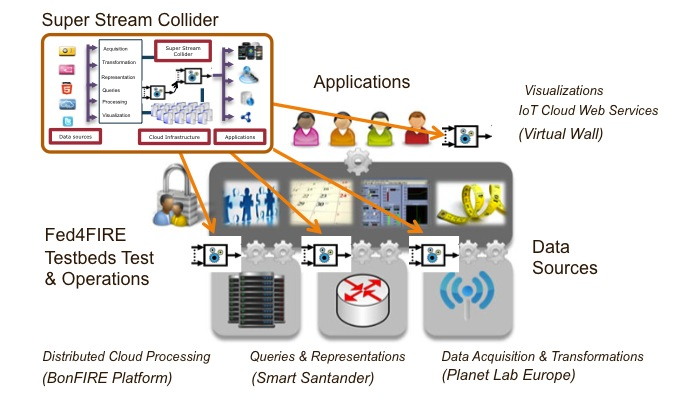 Super Stream Collider
Acquisition
Transformation
Representation
Queries
Processing
Visualization
Super Stream
Collider
Data sources
Cloud Infrastructure
Applications
Applications
Visualizations
IoT Cloud Web Services
(Virtual Wall)
Fed4FIRE
Testbeds Test
& Operations
Data
Sources
Distributed Cloud Processing
(BonFIRE Platform)
Queries & Representations
(Smart Santander)
Data Acquisition & Transformations
(Planet Lab Europe)